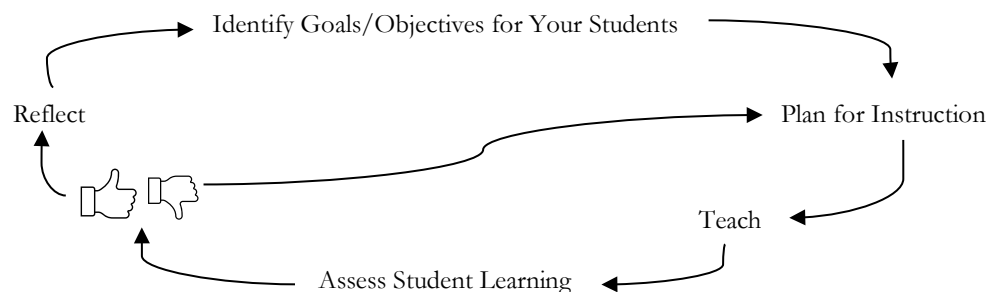 Identify Goals/Objectives for Your Students
Reflect
Plan for Instruction
Teach
Assess Student Learning